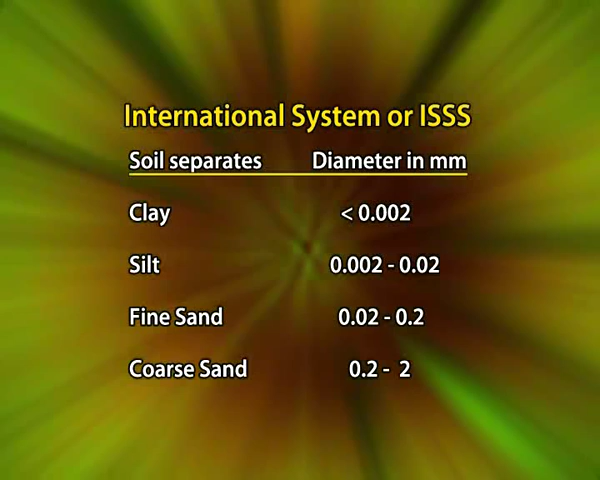 International System or ISSS
Soil separates Diameter in mm
Clay < 0.002
Silt 0.002 - 0.02
Fine Sand 0.02 - 0.2
Coarse Sand 0.2 - 2